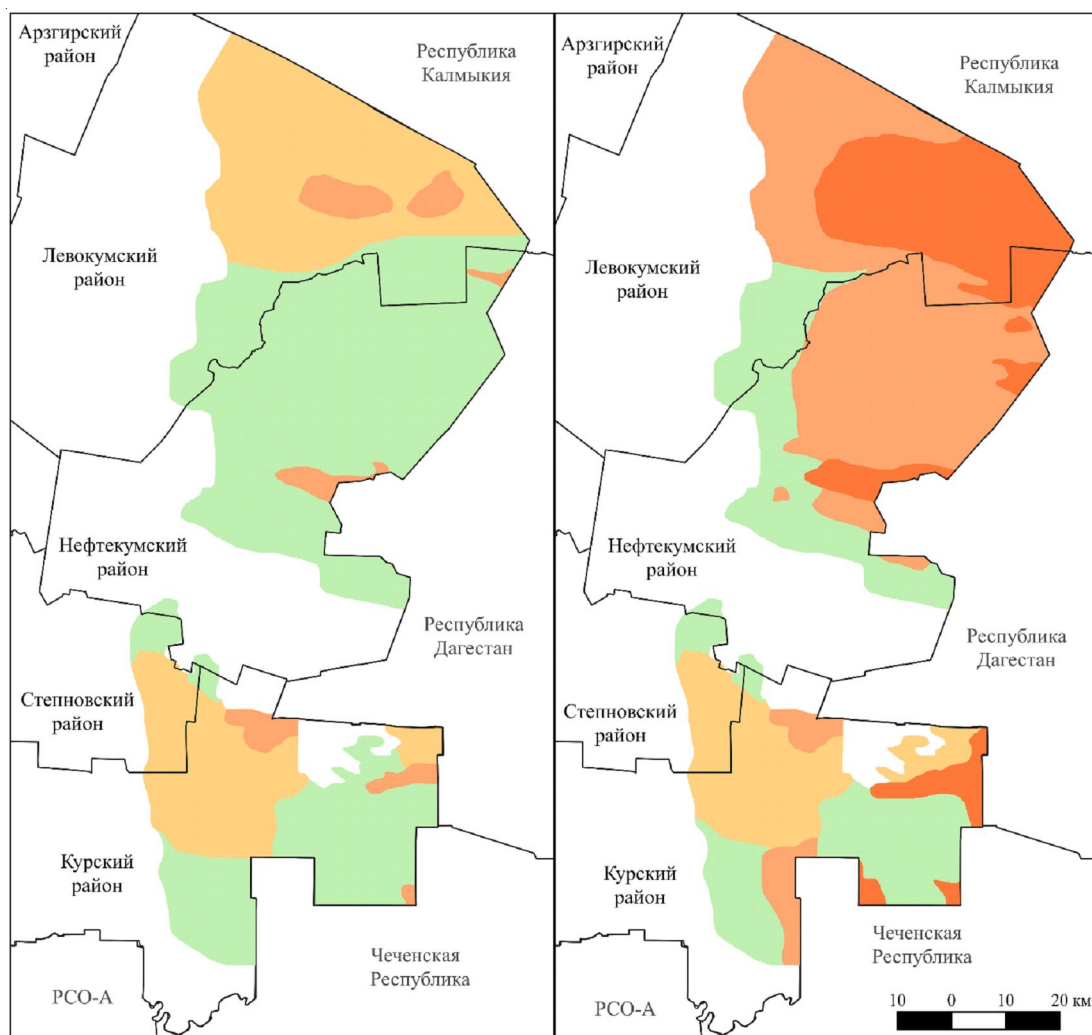 Арзгирский
район
Республика
Калмыкия
Левокумский
район
Нефтекумский
район
Республика
Дагестан
Степновский
район
Курский
район
Чеченская
Республика
РСО-А
Арзгирский
район
Республика
Калмыкия
Левокумский
район
Нефтекумский
район
Республика
Дагестан
Степновский
район
Курский
район
Чеченская
Республика
РСО-А
10 0 10 20 км